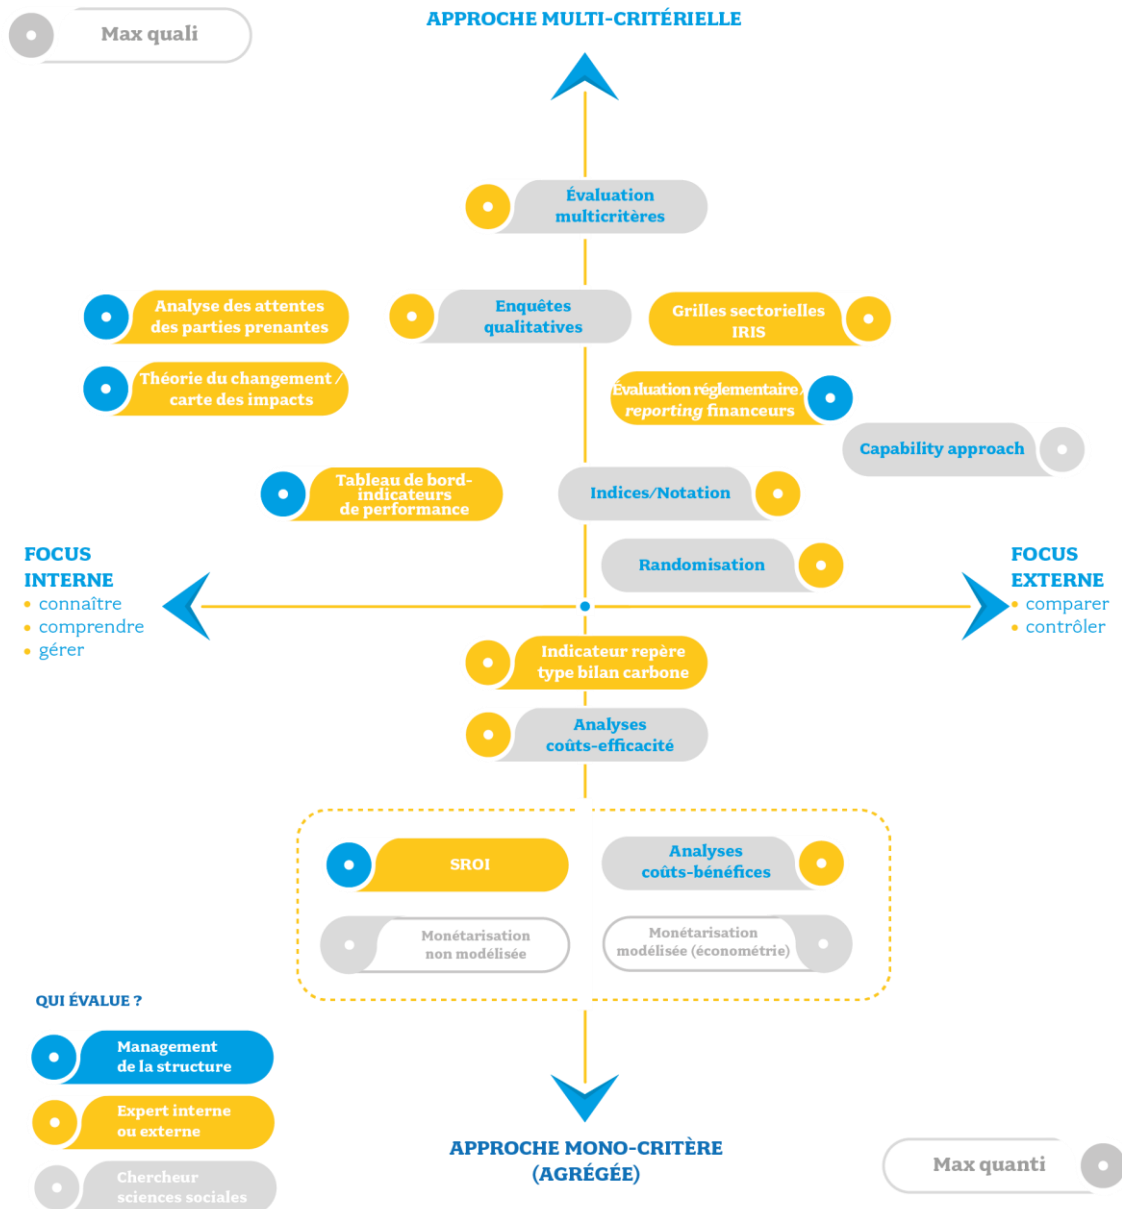 Max quali
APPROCHE MULTI-CRITÉRIELLE
Évaluation
multicritères
Analyse des attentes
des parties prenantes
Enquêtes
qualitatives
Grilles sectorielles
IRIS
Théorie du changement /
carte des impacts
Évaluation réglementaire /
reporting financeurs
Capability approach
Tableau de bord-
indicateurs
de performance
Indices/Notation
Randomisation
FOCUS
INTERNE
• connaître
• comprendre
• gérer
FOCUS
EXTERNE
• comparer
• contrôler
Indicateur repère
type bilan carbone
Analyses
coûts-efficacité
SROI
Analyses
coûts-bénéfices
Monétarisation
non modélisée
Monétarisation
modélisée (économétrie)
QUI ÉVALUE ?
Management
de la structure
Expert interne
ou externe
Chercheur
sciences sociales
APPROCHE MONO-CRITÈRE
(AGRÉGÉE)
Max quanti